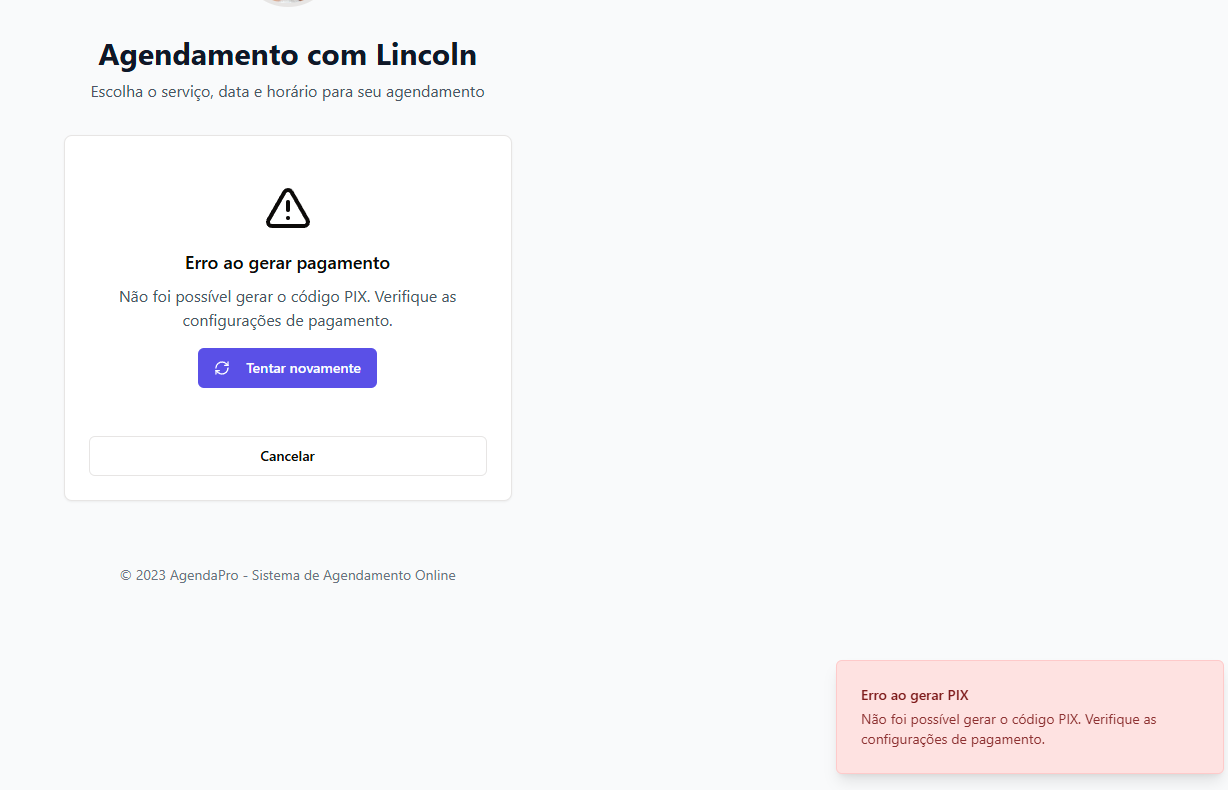 Agendamento com Lincoln
Escolha o serviço, data e horário para seu agendamento
Erro ao gerar pagamento
Não foi possível gerar o código PIX. Verifique as
configurações de pagamento.
Tentar novamente
Cancelar
© 2023 AgendaPro - Sistema de Agendamento Online
Erro ao gerar PIX
Não foi possível gerar o código PIX. Verifique as
configurações de pagamento.